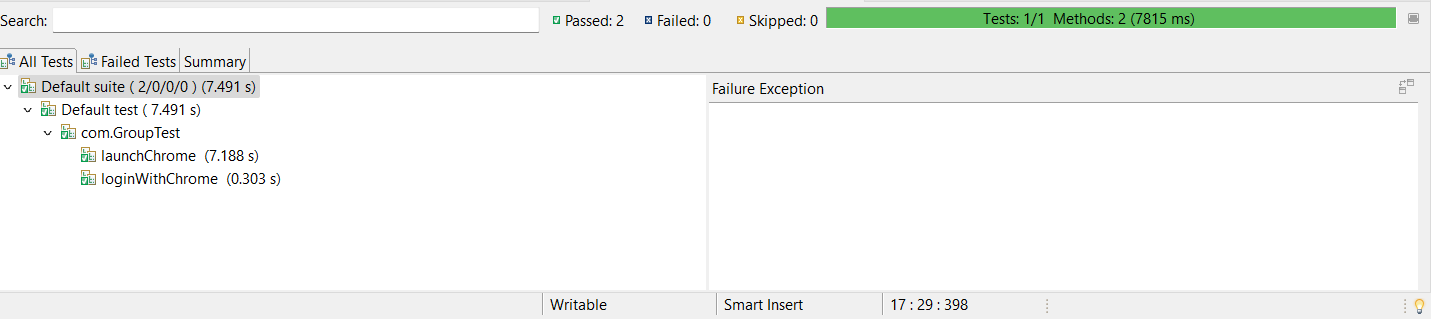 Search: Passed: 2 Failed: 0 Skipped: 0 Tests: 1/1 Methods: 2 (7815 ms)
All Tests Failed Tests Summary
Default suite ( 2/0/0/0 ) (7.491 s)
Failure Exception
Default test ( 7.491 s)
com.GroupTest
launchChrome (7.188 s)
loginWithChrome (0.303 s)
Writable Smart Insert 17 : 29 : 398